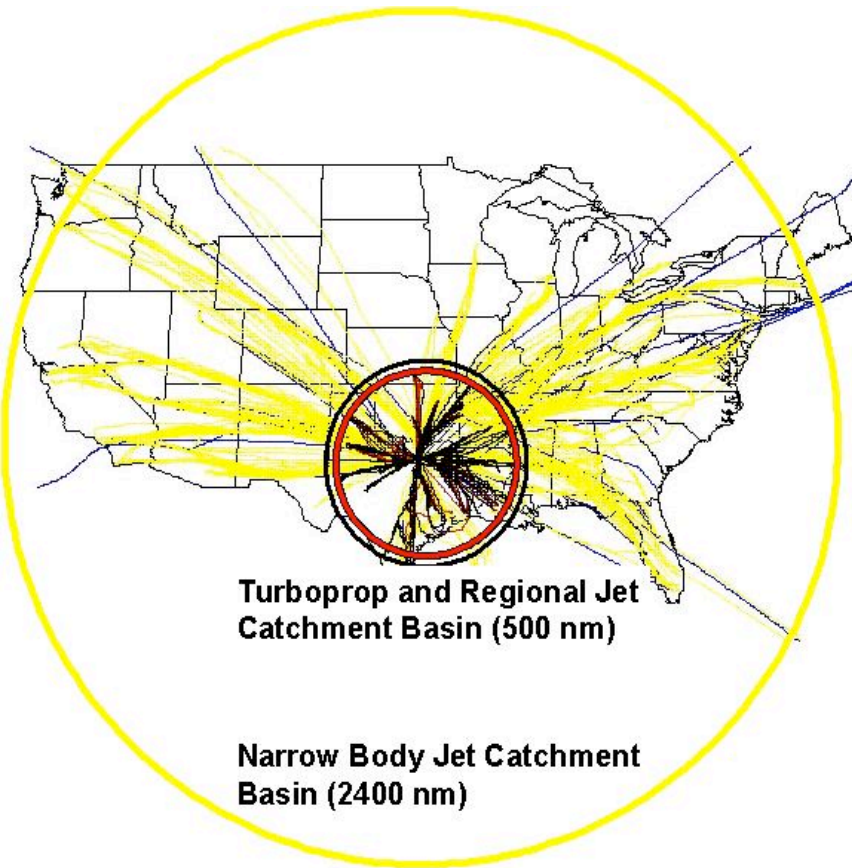 Turboprop and Regional Jet
Catchment Basin (500 nm)
Narrow Body Jet Catchment
Basin (2400 nm)